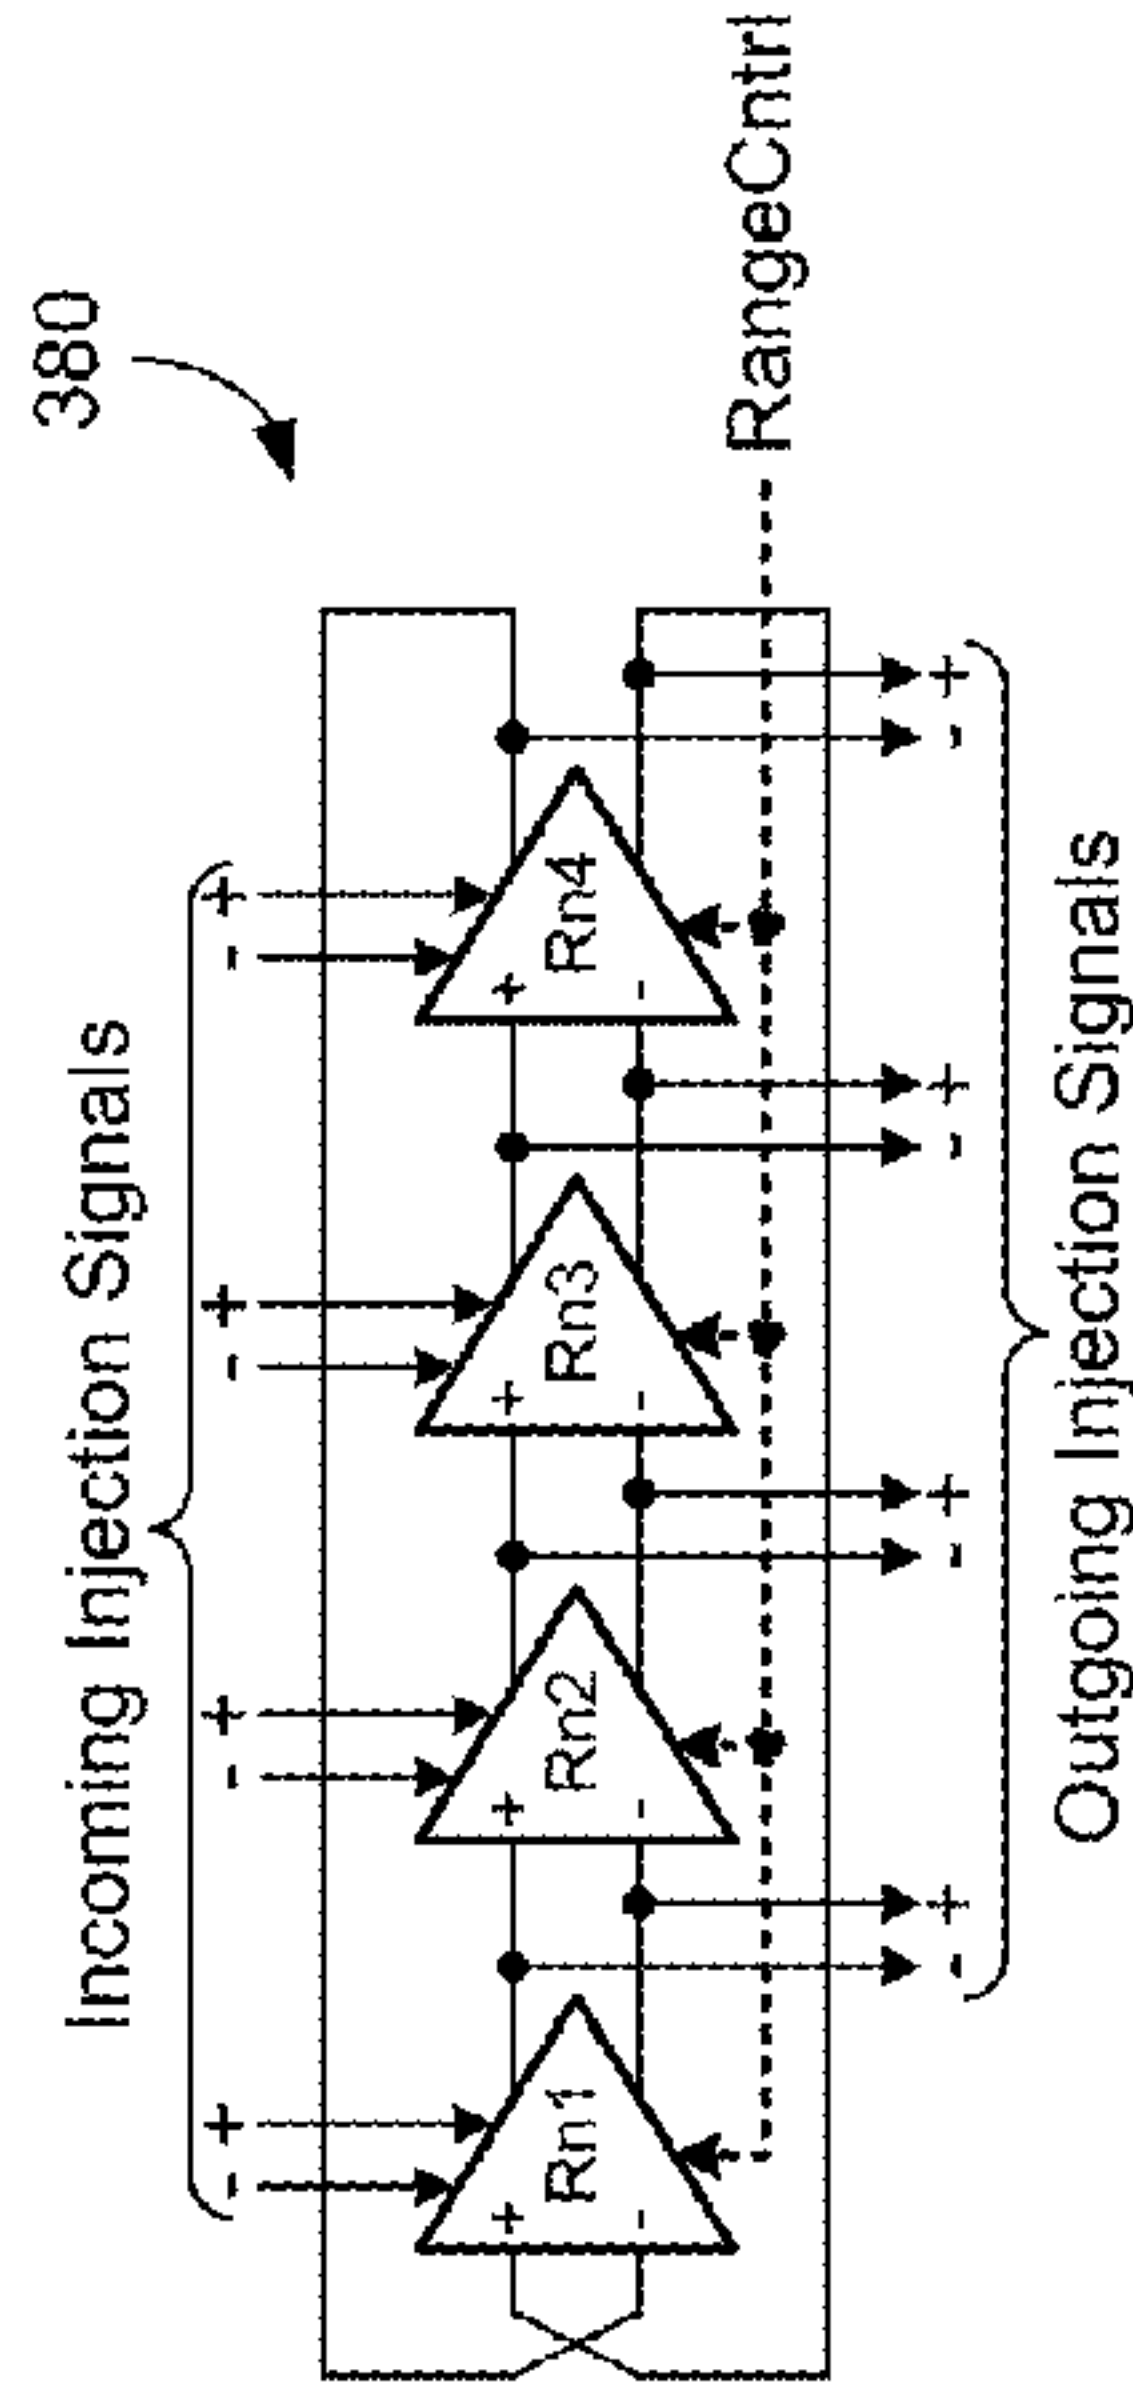 380
Incoming Injection Signals
- + - + - + - +
+ + + +
Rn1 Rn2 Rn3 Rn4
- - - -
RangeCntrl
- + - + - + - +
Outgoing Injection Signals